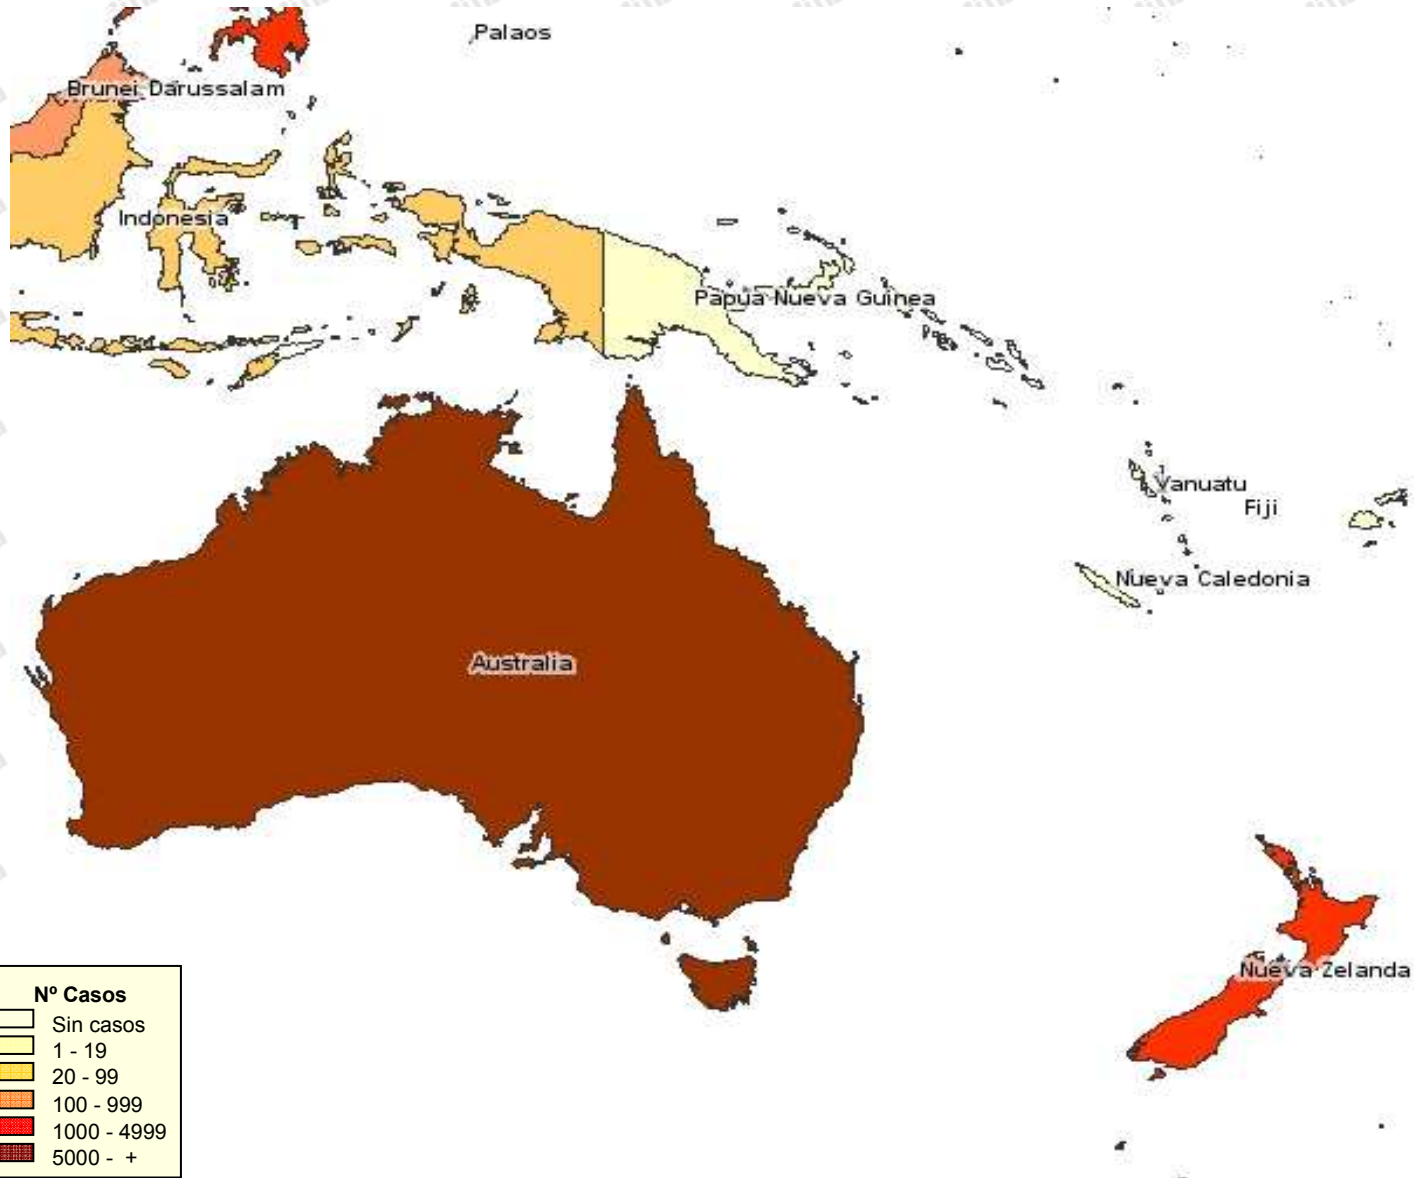 Palaos
Brunei Darussalam
Indonesia
Papua Nueva Guinea
Vanuatu
Fiji
Nueva Caledonia
Australia
Nueva Zelanda
Nº Casos
Sin casos
1 - 19
20 - 99
100 - 999
1000 - 4999
5000 - +